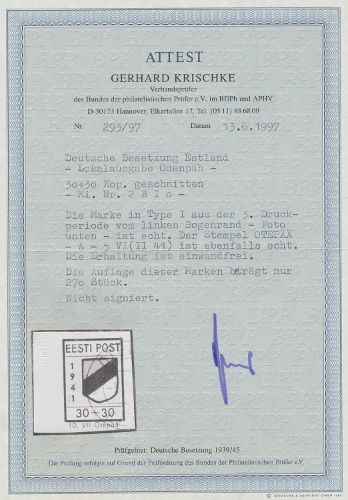 ATTEST
GERHARD KRISCHKE
Verbandsprüfer
des Bundes der philatelistischen Prüfer e.V. im BDPh und APHV
D-30173 Hannover, Elkartallee 17, Tel. 05 11) 88 68 09
Nr. 293/97 Datum 13.6.1997
Deutsche Besetzung Estland
- Lokalausgabe Odenpäh -
30+30 Kop. geschnitten
- Mi. Nr. 2 B I o -
Die Marke in Type I aus der 3. Druck-
periode vom linken Bogenrand - Foto
unten - ist echt. Der Stempel OTEPÄÄ
- A - 5 VI(II 41) ist ebenfalls echt.
Die Erhaltung ist einwandfrei.
Die Auflage dieser Marken beträgt nur
270 Stück.
Nicht signiert.
EESTI POST
1941
30+30
10. VII Otepää
Prüfgebiet: Deutsche Besetzung 1939/45
Die Prüfung erfolgte auf Grund der Prüfordnung des Bundes der Philatelistischen Prüfer e.V.